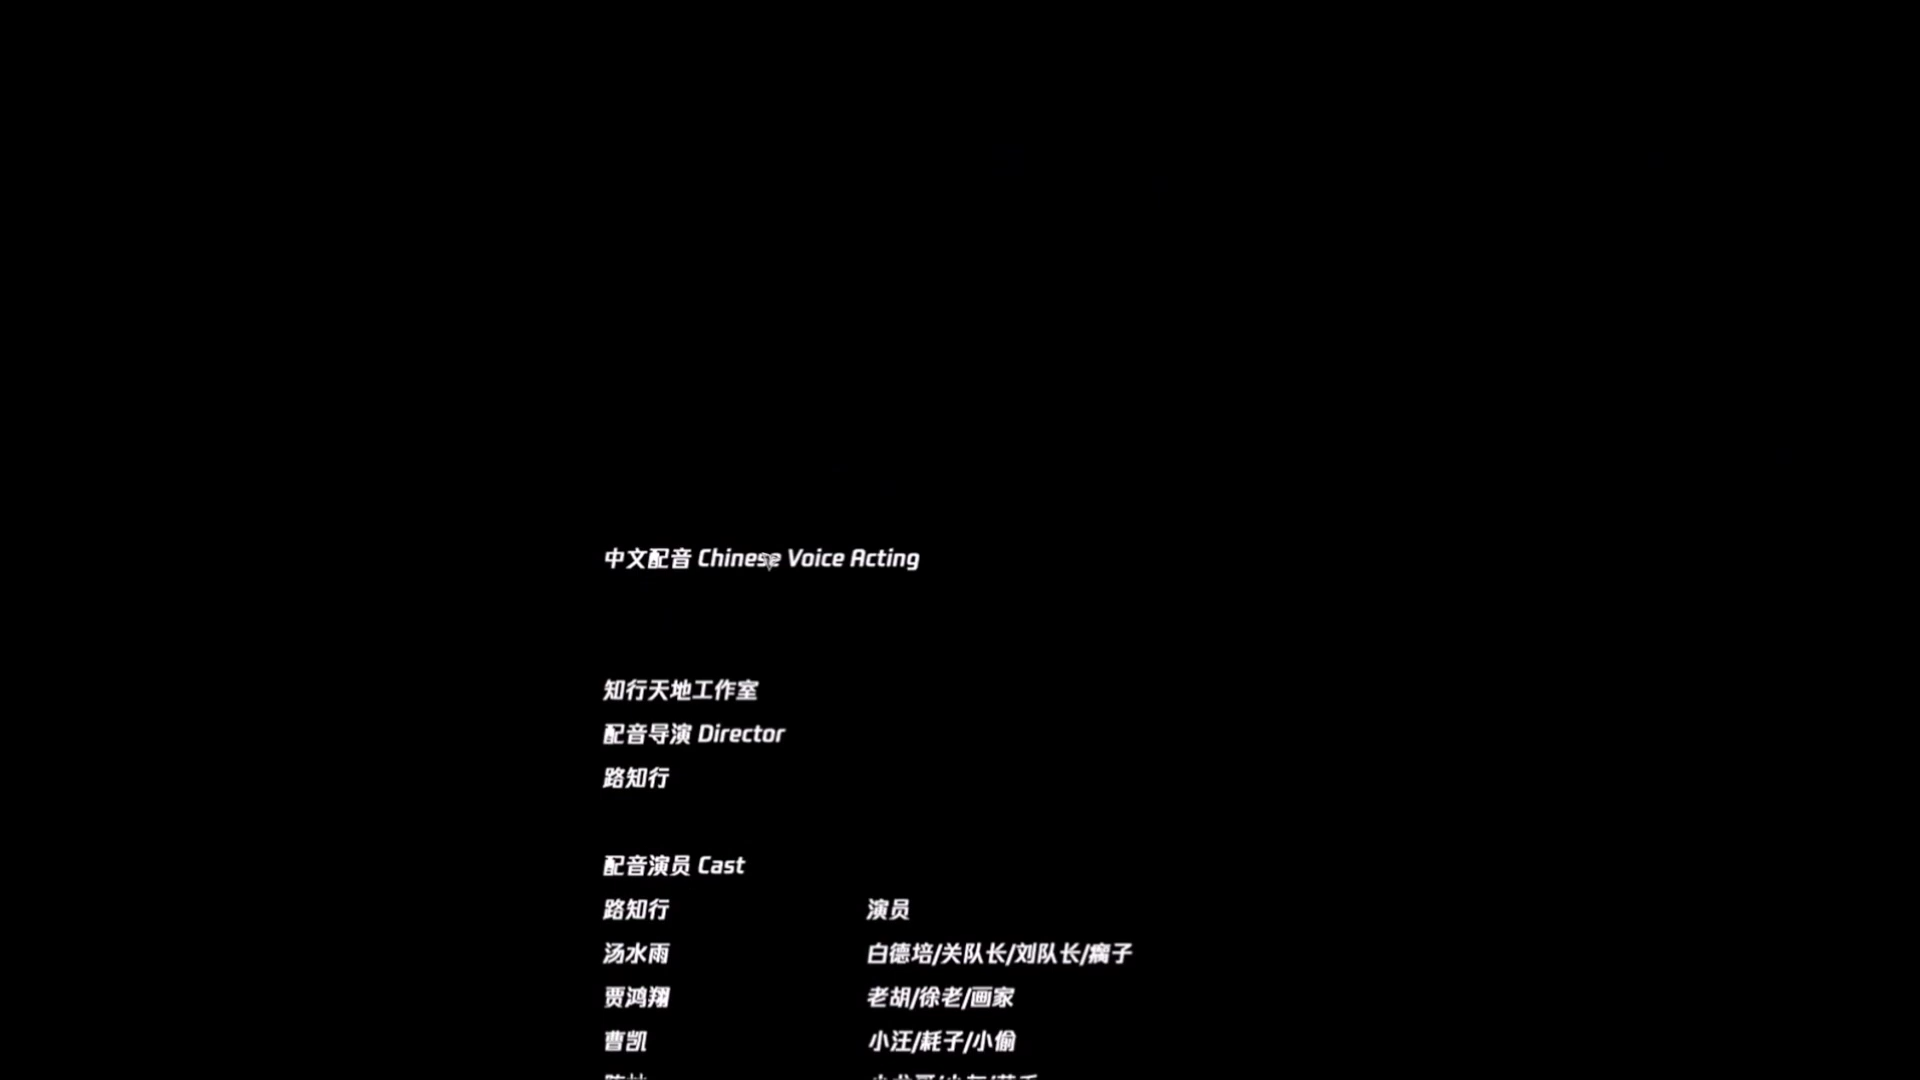 中文配音 Chinese Voice Acting
知行天地工作室
配音导演 Director
路知行
配音演员 Cast
路知行 演员
汤水雨 白德培/关队长/刘队长/瘸子
贾鸿翔 老胡/徐老/画家
曹凯 小汪/耗子/小偷